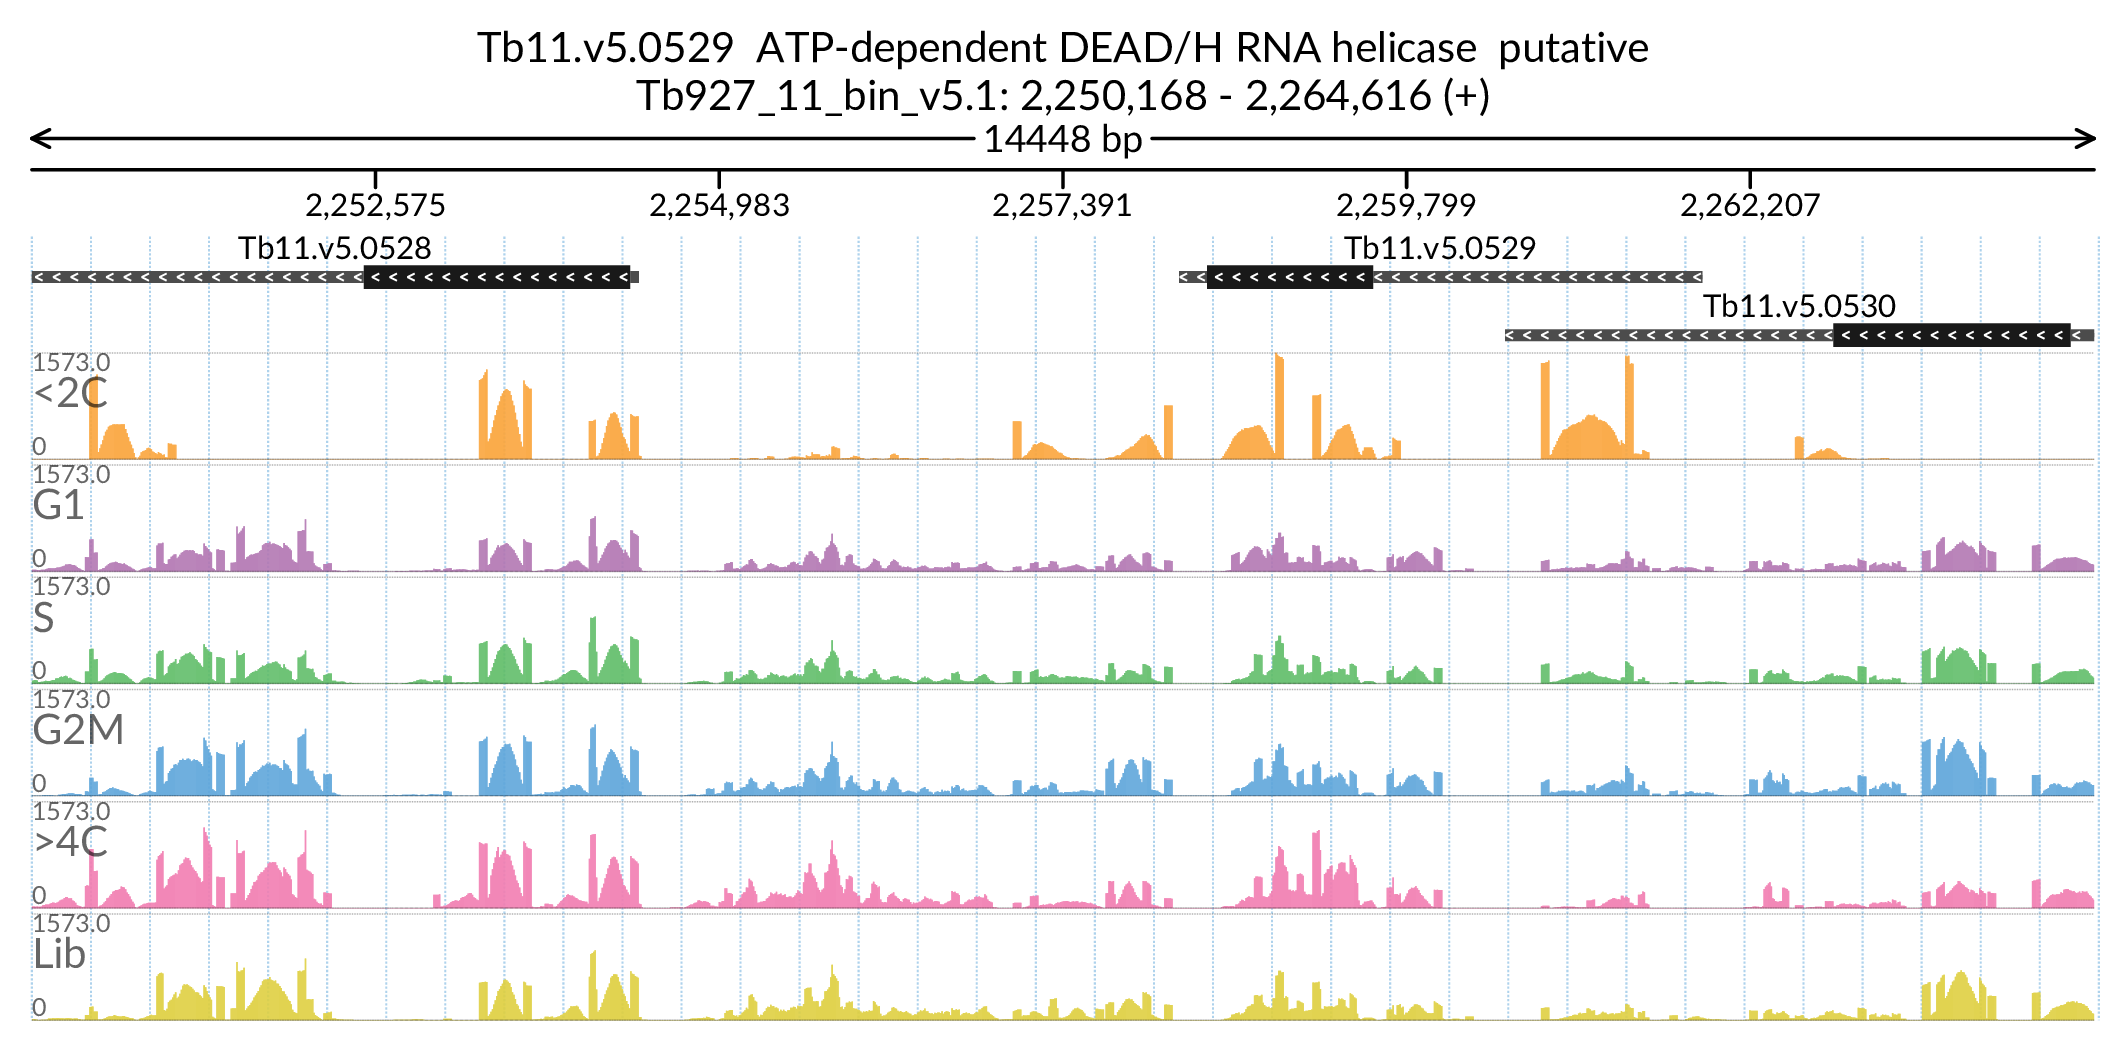 Tb11.v5.0529  ATP-dependent DEAD/H RNA helicase  putative
Tb927_11_bin_v5.1: 2,250,168 - 2,264,616 (+)
14448 bp
2,252,575 2,254,983 2,257,391 2,259,799 2,262,207
Tb11.v5.0528 Tb11.v5.0529
Tb11.v5.0530
1573.0
<2C
0
1573.0
G1
0
1573.0
S
0
1573.0
G2M
0
1573.0
>4C
0
1573.0
Lib
0